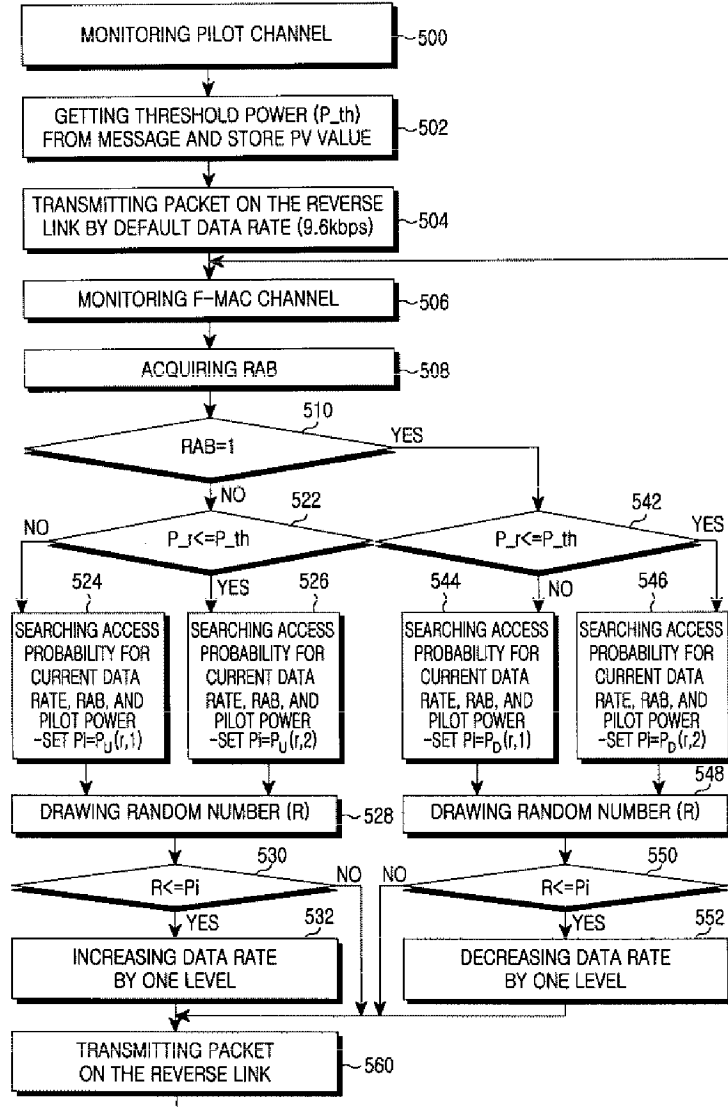 MONITORING PILOT CHANNEL
500
GETTING THRESHOLD POWER (P_th)
FROM MESSAGE AND STORE PV VALUE
502
TRANSMITTING PACKET ON THE REVERSE
LINK BY DEFAULT DATA RATE (9.6kbps)
504
MONITORING F-MAC CHANNEL
506
ACQUIRING RAB
508
510
RAB=1
YES
NO
522
542
NO
P_r<=P_th
P_r<=P_th
YES
524
YES
526
544
NO
546
SEARCHING ACCESS
PROBABILITY FOR
CURRENT DATA
RATE, RAB, AND
PILOT POWER
-SET Pi=P_U(r,1)
SEARCHING ACCESS
PROBABILITY FOR
CURRENT DATA
RATE, RAB, AND
PILOT POWER
-SET Pi=P_U(r,2)
SEARCHING ACCESS
PROBABILITY FOR
CURRENT DATA
RATE, RAB, AND
PILOT POWER
-SET Pi=P_D(r,1)
SEARCHING ACCESS
PROBABILITY FOR
CURRENT DATA
RATE, RAB, AND
PILOT POWER
-SET Pi=P_D(r,2)
DRAWING RANDOM NUMBER (R)
528
548
DRAWING RANDOM NUMBER (R)
530
R<=Pi
NO
550
NO
R<=Pi
YES
532
YES
552
INCREASING DATA RATE
BY ONE LEVEL
DECREASING DATA RATE
BY ONE LEVEL
TRANSMITTING PACKET
ON THE REVERSE LINK
560